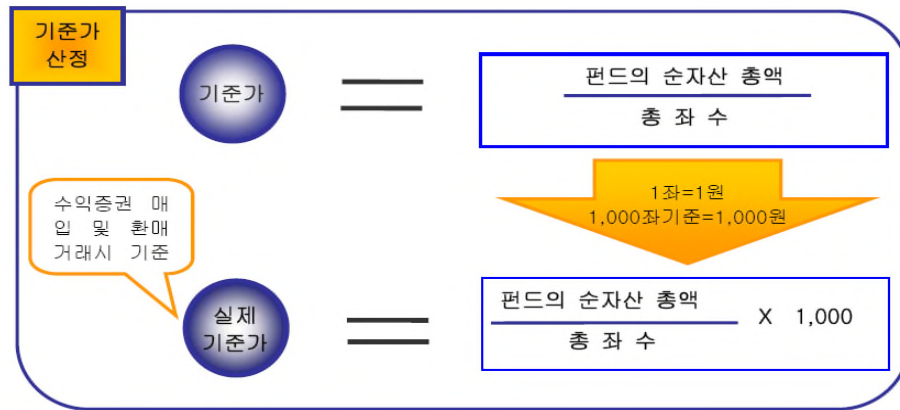 기준가
산정
기준가
펀드의 순자산 총액
총 좌 수
1좌=1원
1,000좌기준=1,000원
수익증권 매
입 및 환매
거래시 기준
실제
기준가
펀드의 순자산 총액
총 좌 수
X 1,000